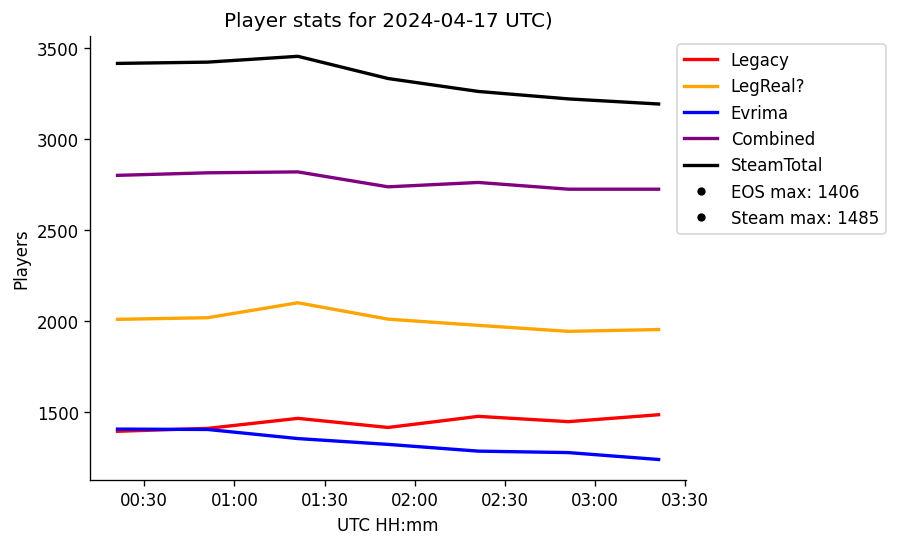 Player stats for 2024-04-17 UTC)
3500
3000
2500
2000
1500
Players
00:30 01:00 01:30 02:00 02:30 03:00 03:30
UTC HH:mm
Legacy
LegReal?
Evrima
Combined
SteamTotal
EOS max: 1406
Steam max: 1485